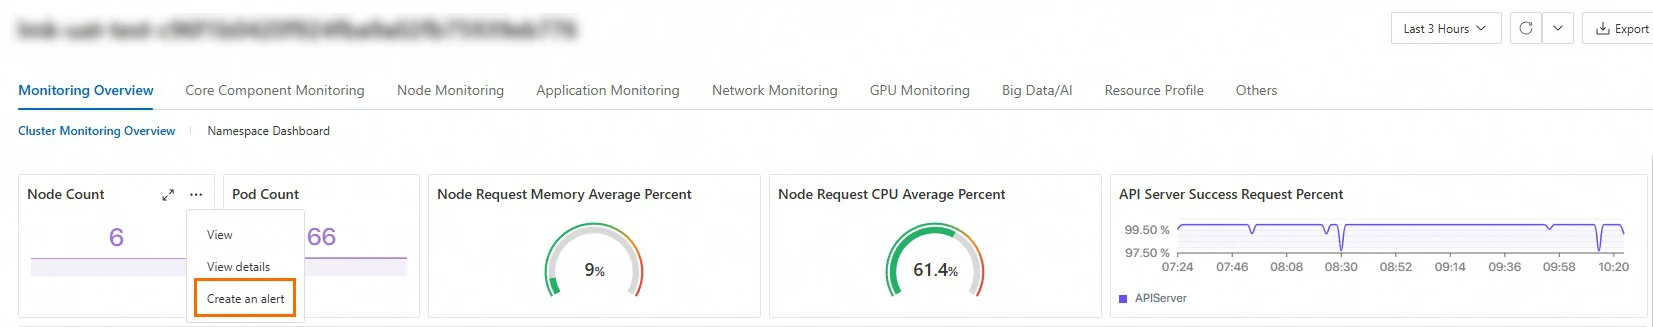 Last 3 Hours
Export
Monitoring Overview Core Component Monitoring Node Monitoring Application Monitoring Network Monitoring GPU Monitoring Big Data/AI Resource Profile Others
Cluster Monitoring Overview Namespace Dashboard
Node Count
6
View
View details
Create an alert
Pod Count
66
Node Request Memory Average Percent
9%
Node Request CPU Average Percent
61.4%
API Server Success Request Percent
99.50 %
97.50 %
07:24 07:46 08:08 08:30 08:52 09:14 09:36 09:58 10:20
APIServer